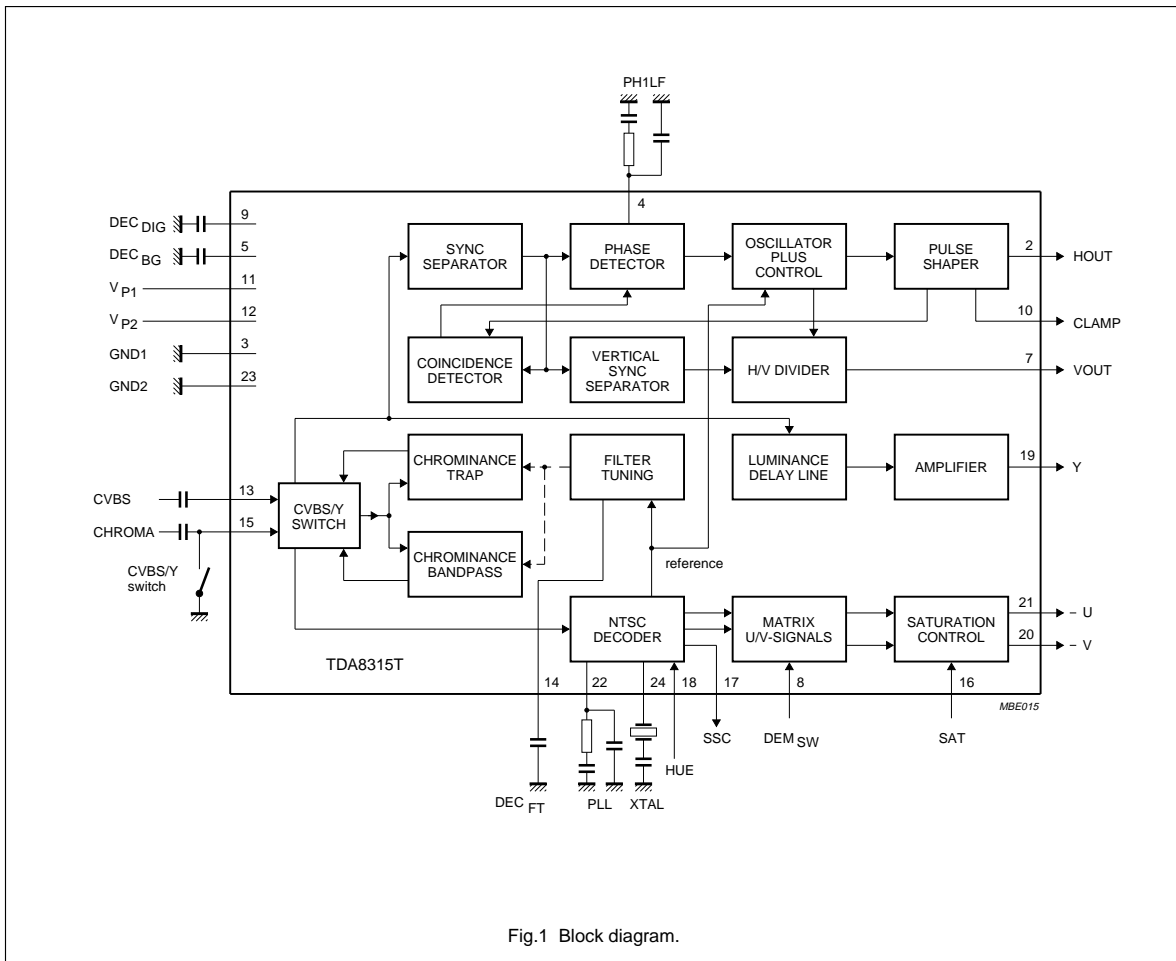 PH1LF
4
DEC DIG
9
DEC BG
5
V P1
11
V P2
12
GND1
3
GND2
23
SYNC
SEPARATOR
PHASE
DETECTOR
OSCILLATOR
PLUS
CONTROL
PULSE
SHAPER
2
HOUT
10
CLAMP
COINCIDENCE
DETECTOR
VERTICAL
SYNC
SEPARATOR
H/V DIVIDER
7
VOUT
CHROMINANCE
TRAP
FILTER
TUNING
LUMINANCE
DELAY LINE
AMPLIFIER
19
Y
CVBS
13
CHROMA
15
CVBS/Y
SWITCH
CVBS/Y
switch
CHROMINANCE
BANDPASS
reference
NTSC
DECODER
MATRIX
U/V-SIGNALS
SATURATION
CONTROL
21
– U
20
– V
TDA8315T
14
22
24
18
17
8
16
MBE015
SSC
DEM SW
SAT
HUE
DEC FT
PLL
XTAL
Fig.1 Block diagram.